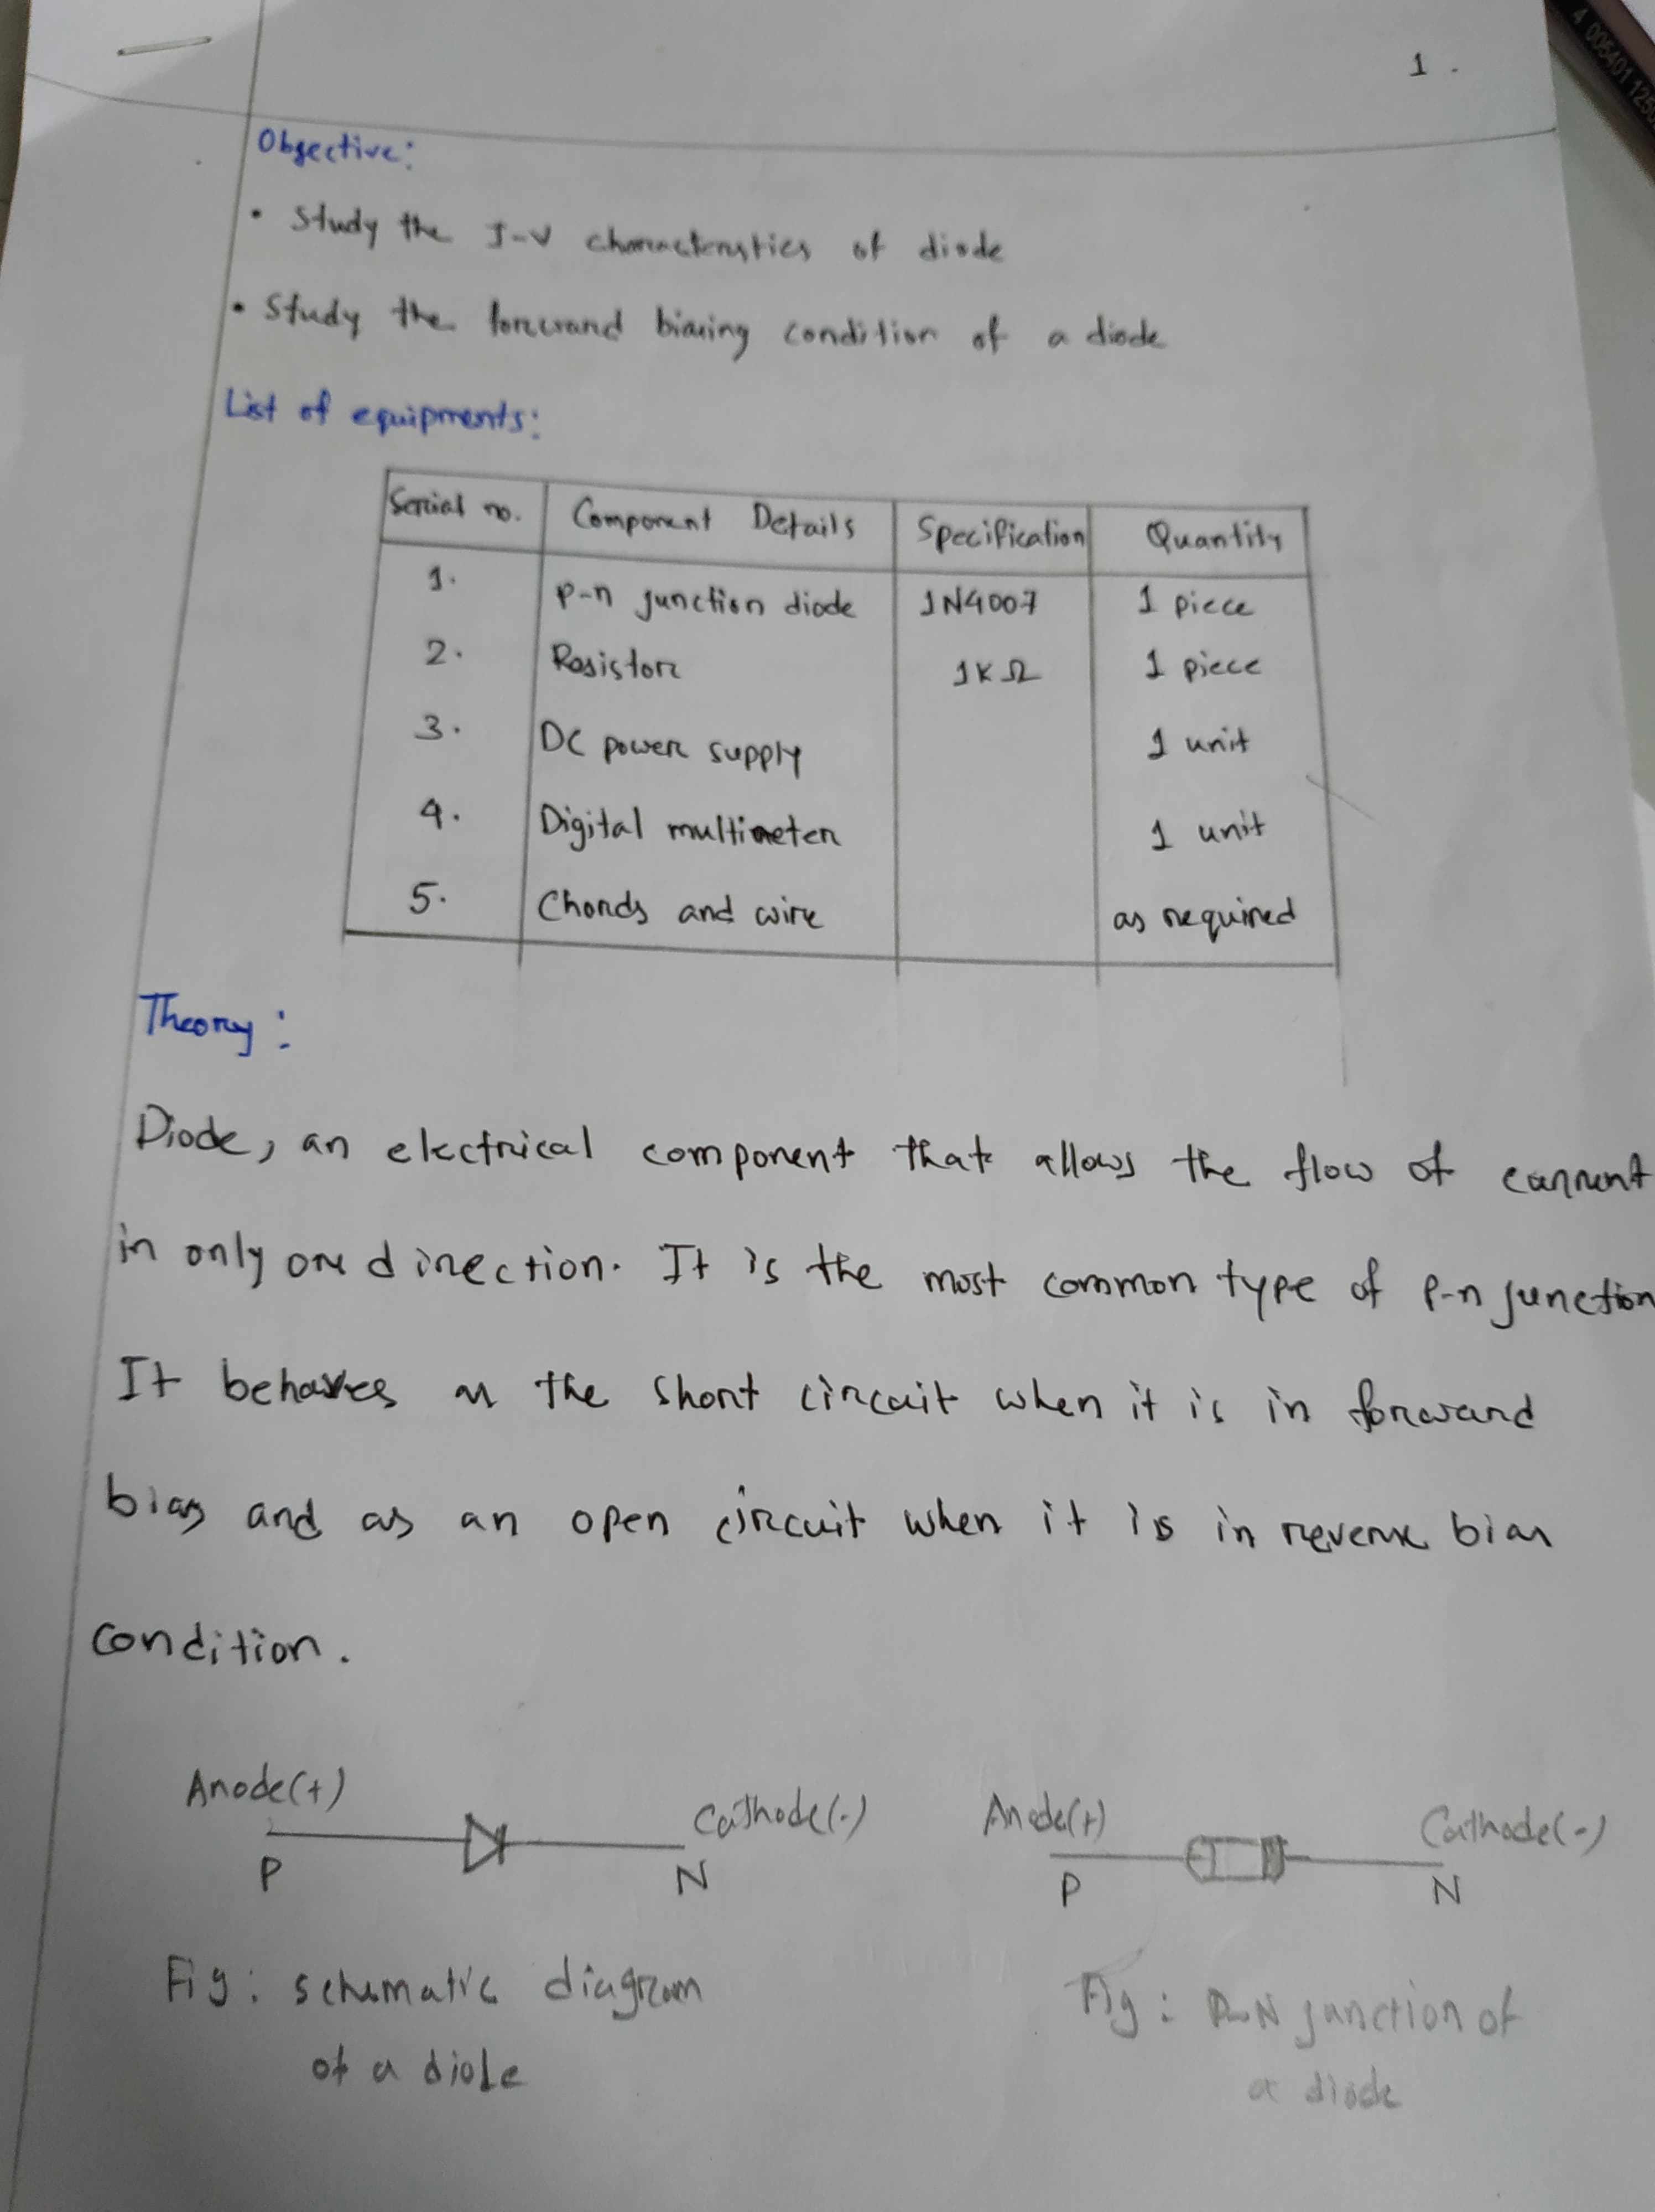 4 005401 125
1.
Objective:
• Study the I-V characteristics of diode
• Study the forward biasing condition of a diode
List of equipments:
Serial no. Component Details Specification Quantity
1. P-n junction diode 1N4007 1 piece
2. Resistor 1KΩ 1 piece
3. DC power supply 1 unit
4. Digital multimeter 1 unit
5. Chords and wire as required
Theory:
Diode, an electrical component that allows the flow of current
in only one direction. It is the most common type of p-n junction
It behaves as the short circuit when it is in forward
bias and as an open circuit when it is in reverse bias
condition.
Anode(+) Cathode(-) Anode(+) Cathode(-)
P N P N
Fig: schematic diagram
of a diode
Fig: P-N junction of
a diode